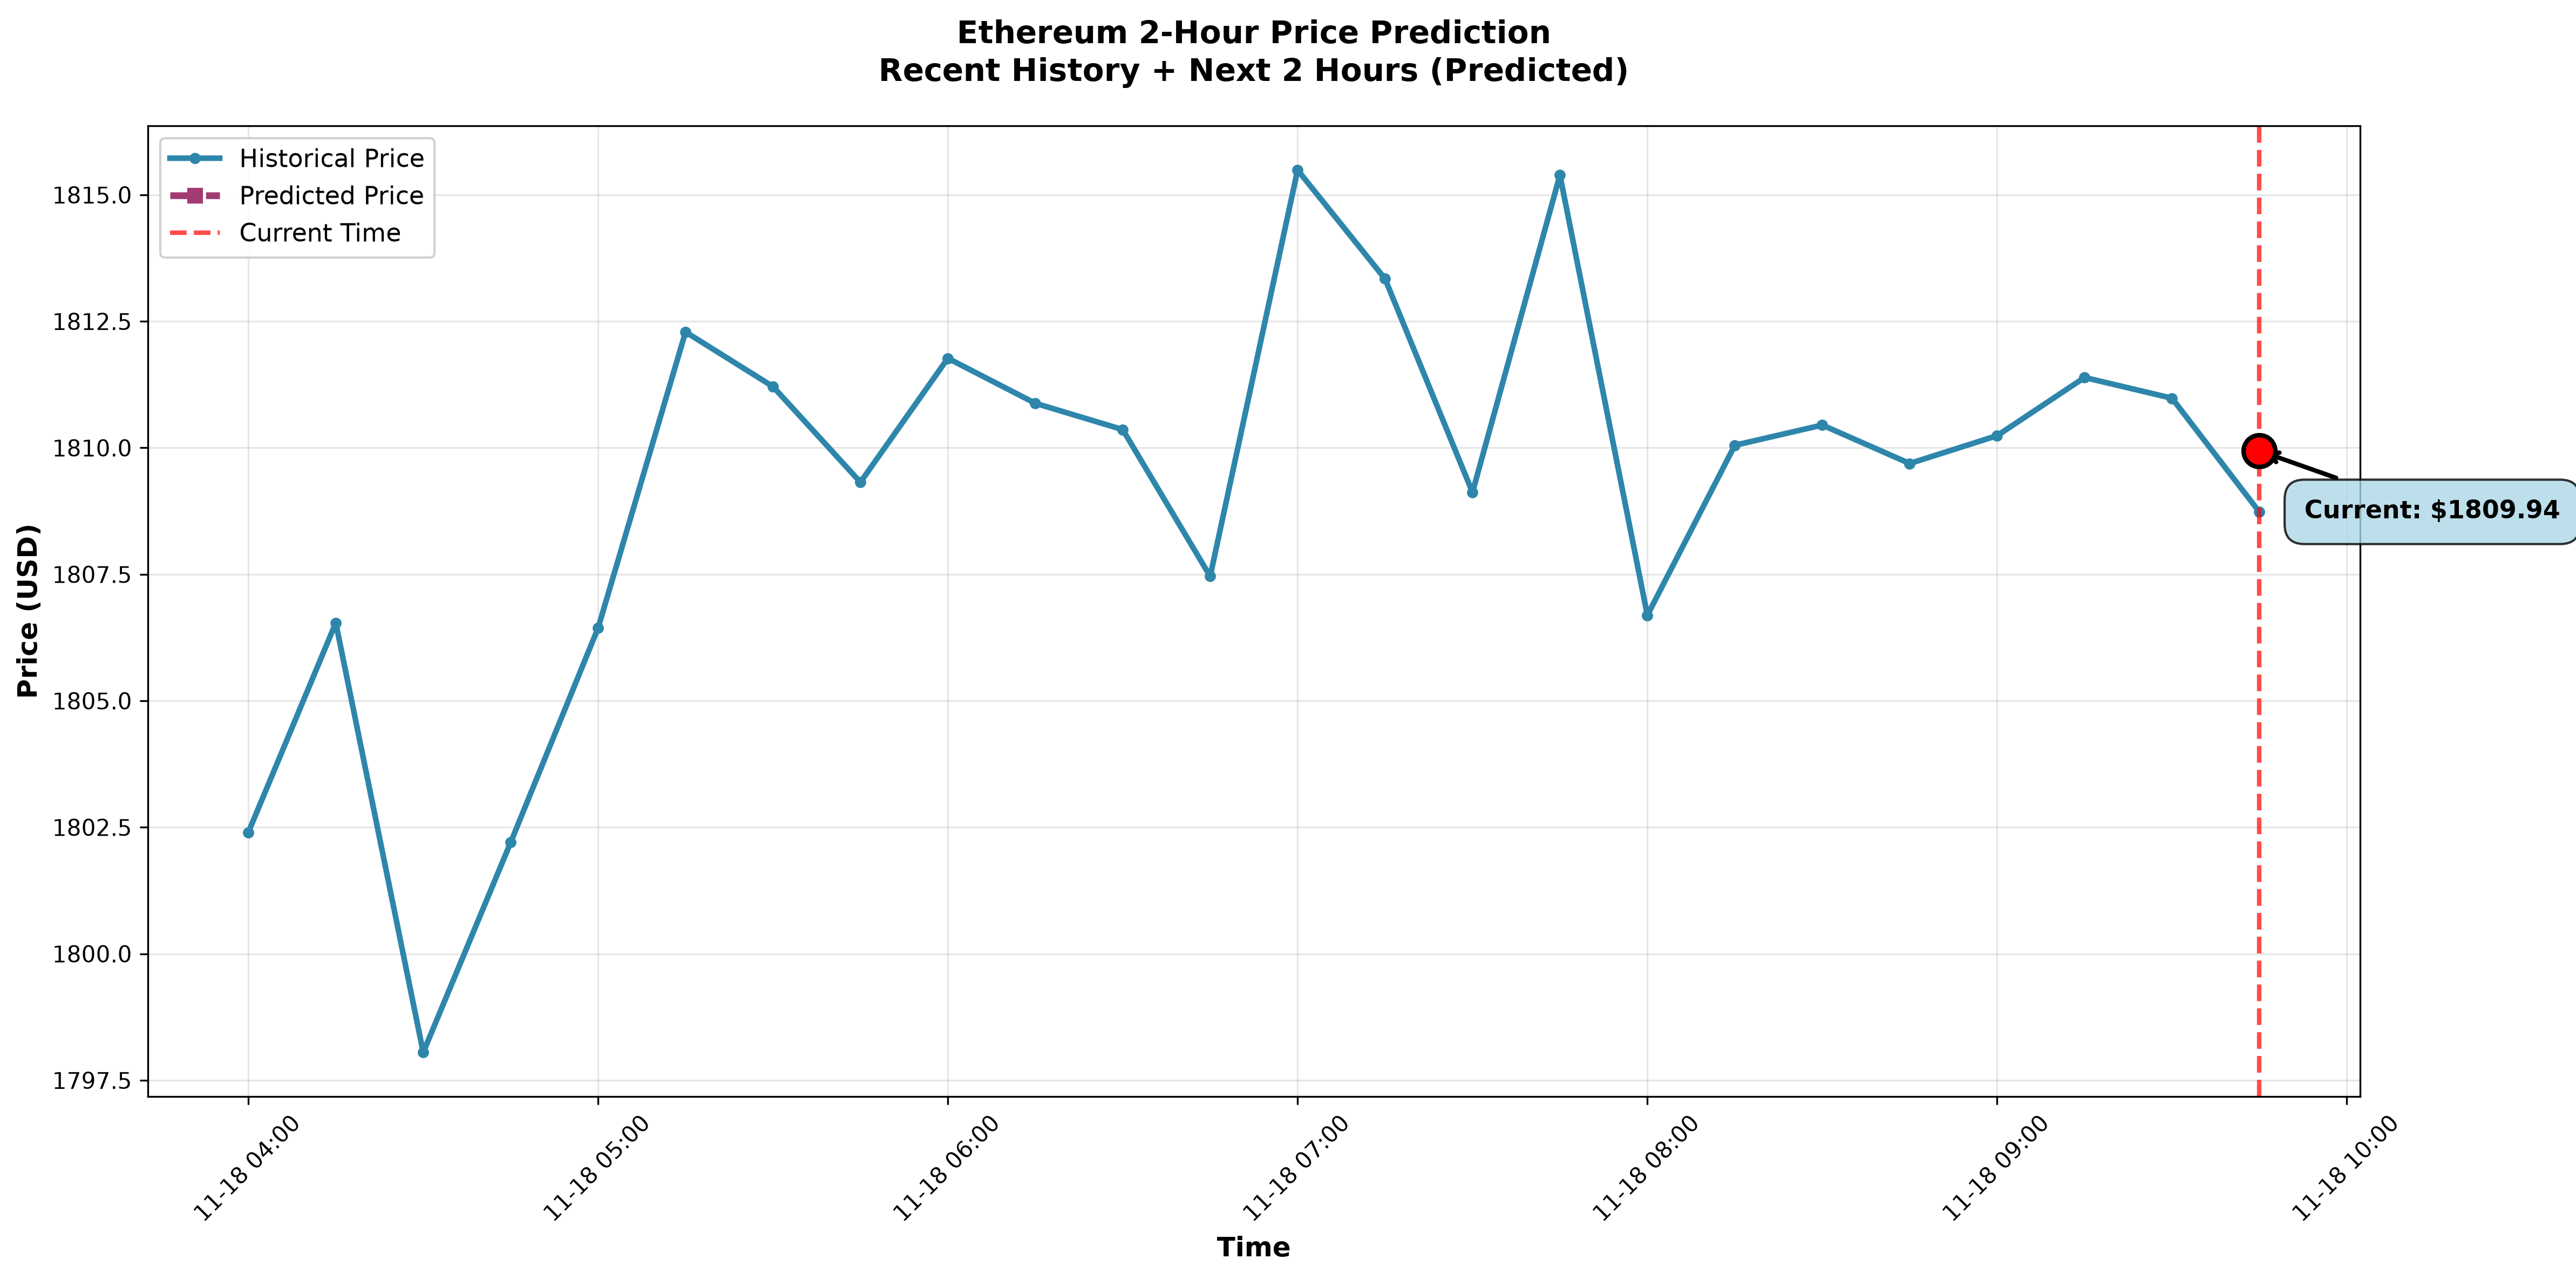 Ethereum 2-Hour Price Prediction
Recent History + Next 2 Hours (Predicted)
Historical Price
Predicted Price
Current Time
Price (USD)
1815.0
1812.5
1810.0
1807.5
1805.0
1802.5
1800.0
1797.5
Current: $1809.94
11-18 04:00
11-18 05:00
11-18 06:00
11-18 07:00
11-18 08:00
11-18 09:00
11-18 10:00
Time